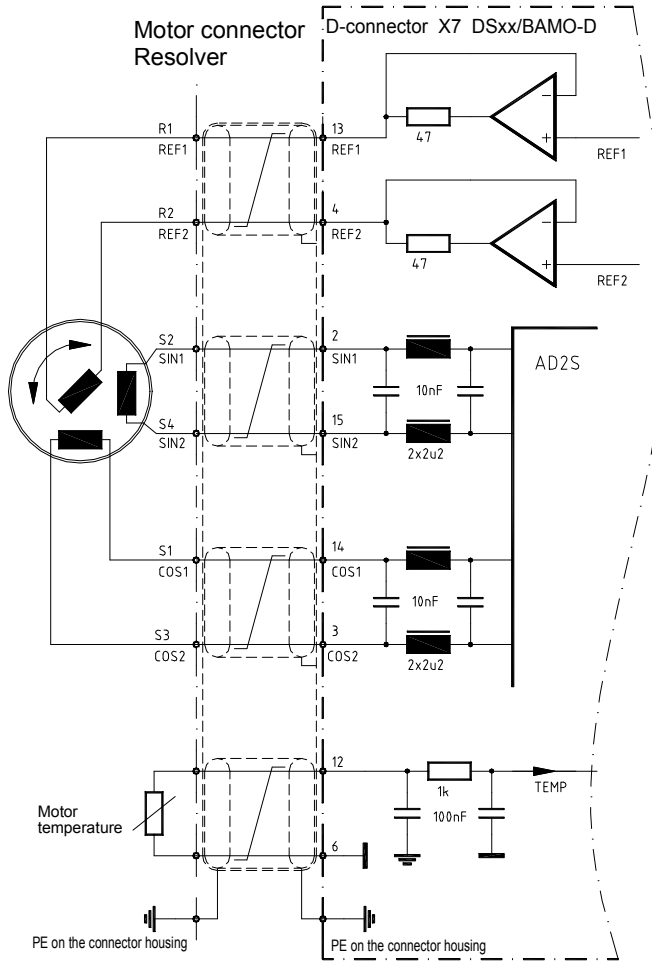 Motor connector
Resolver
D-connector X7 DSxx/BAMO-D
R1
REF1
13
REF1
47
REF1
R2
REF2
4
REF2
47
REF2
S2
SIN1
2
SIN1
AD2S
10nF
S4
SIN2
15
SIN2
2x2u2
S1
COS1
14
COS1
10nF
S3
COS2
3
COS2
2x2u2
12
1k
TEMP
Motor
temperature
100nF
6
PE on the connector housing
PE on the connector housing